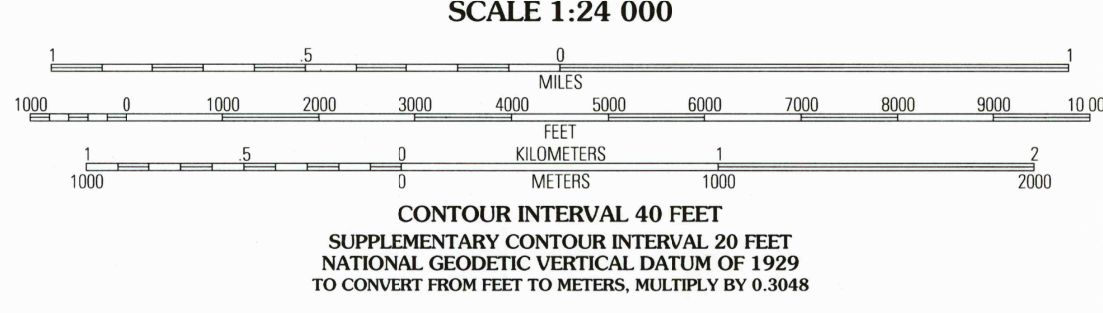 SCALE 1:24 000
1 .5 0 1
MILES
1000 0 1000 2000 3000 4000 5000 6000 7000 8000 9000 10 00
FEET
1 .5 0 KILOMETERS 1 2
1000 0 METERS 1000 2000
CONTOUR INTERVAL 40 FEET
SUPPLEMENTARY CONTOUR INTERVAL 20 FEET
NATIONAL GEODETIC VERTICAL DATUM OF 1929
TO CONVERT FROM FEET TO METERS, MULTIPLY BY 0.3048